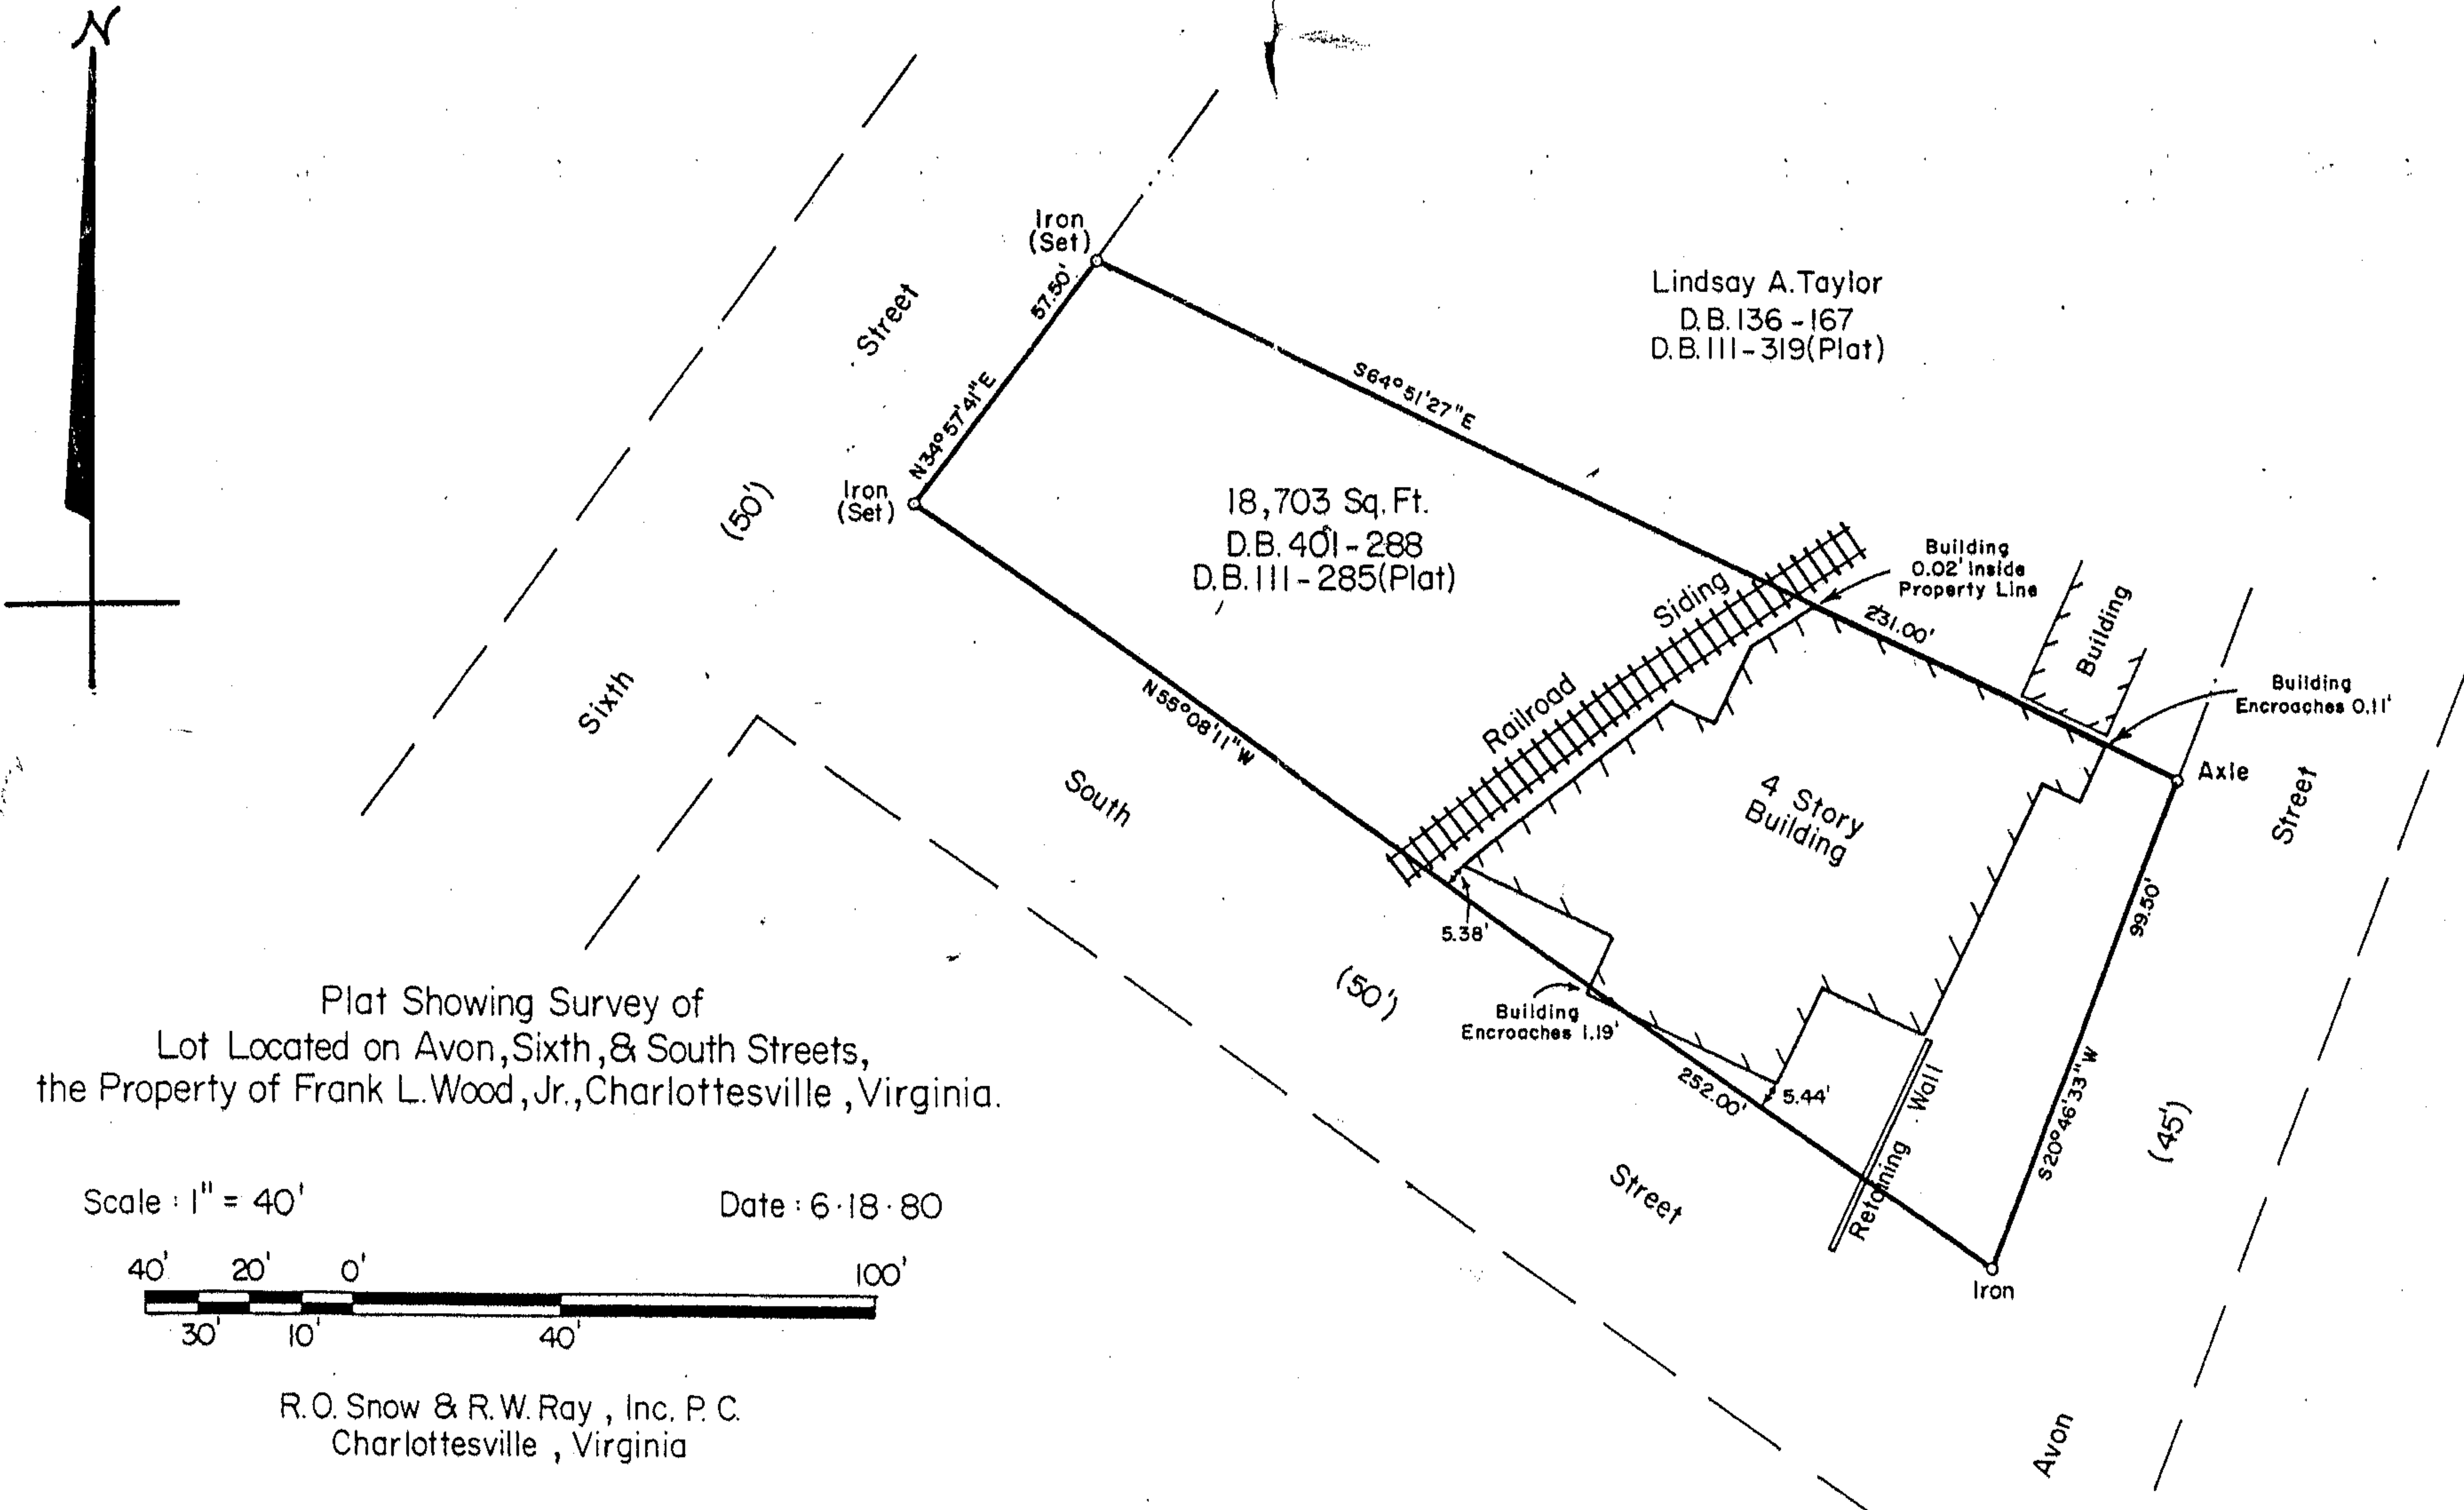 N
Iron
(Set)
57.50'
N34°57'41"E
Iron
(Set)
Street
(50')
Sixth
Lindsay A. Taylor
D.B. 136-167
D.B. 111-319(Plat)
S64°51'27"E
231.00'
18,703 Sq. Ft.
D.B. 401-288
D.B. 111-285(Plat)
Railroad Siding
Building
0.02' Inside
Property Line
Building
Building
Encroaches 0.11'
Axle
Street
4 Story
Building
99.50'
S20°46'33"W
(45')
Avon
N55°08'11"W
252.00'
South
(50')
Street
5.38'
Building
Encroaches 1.19'
5.44'
Retaining Wall
Iron
Plat Showing Survey of
Lot Located on Avon, Sixth, & South Streets,
the Property of Frank L. Wood, Jr., Charlottesville, Virginia.
Scale : 1" = 40'
Date : 6·18·80
40' 20' 0' 100'
30' 10' 40'
R.O. Snow & R.W. Ray, Inc. P. C.
Charlottesville, Virginia